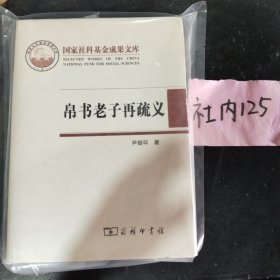 国家社科基金成果文库
SELECTED WORKS OF THE CHINA
NATIONAL FUND FOR SOCIAL SCIENCES
帛书老子再疏义
尹振环 著
商务印书馆
社内125